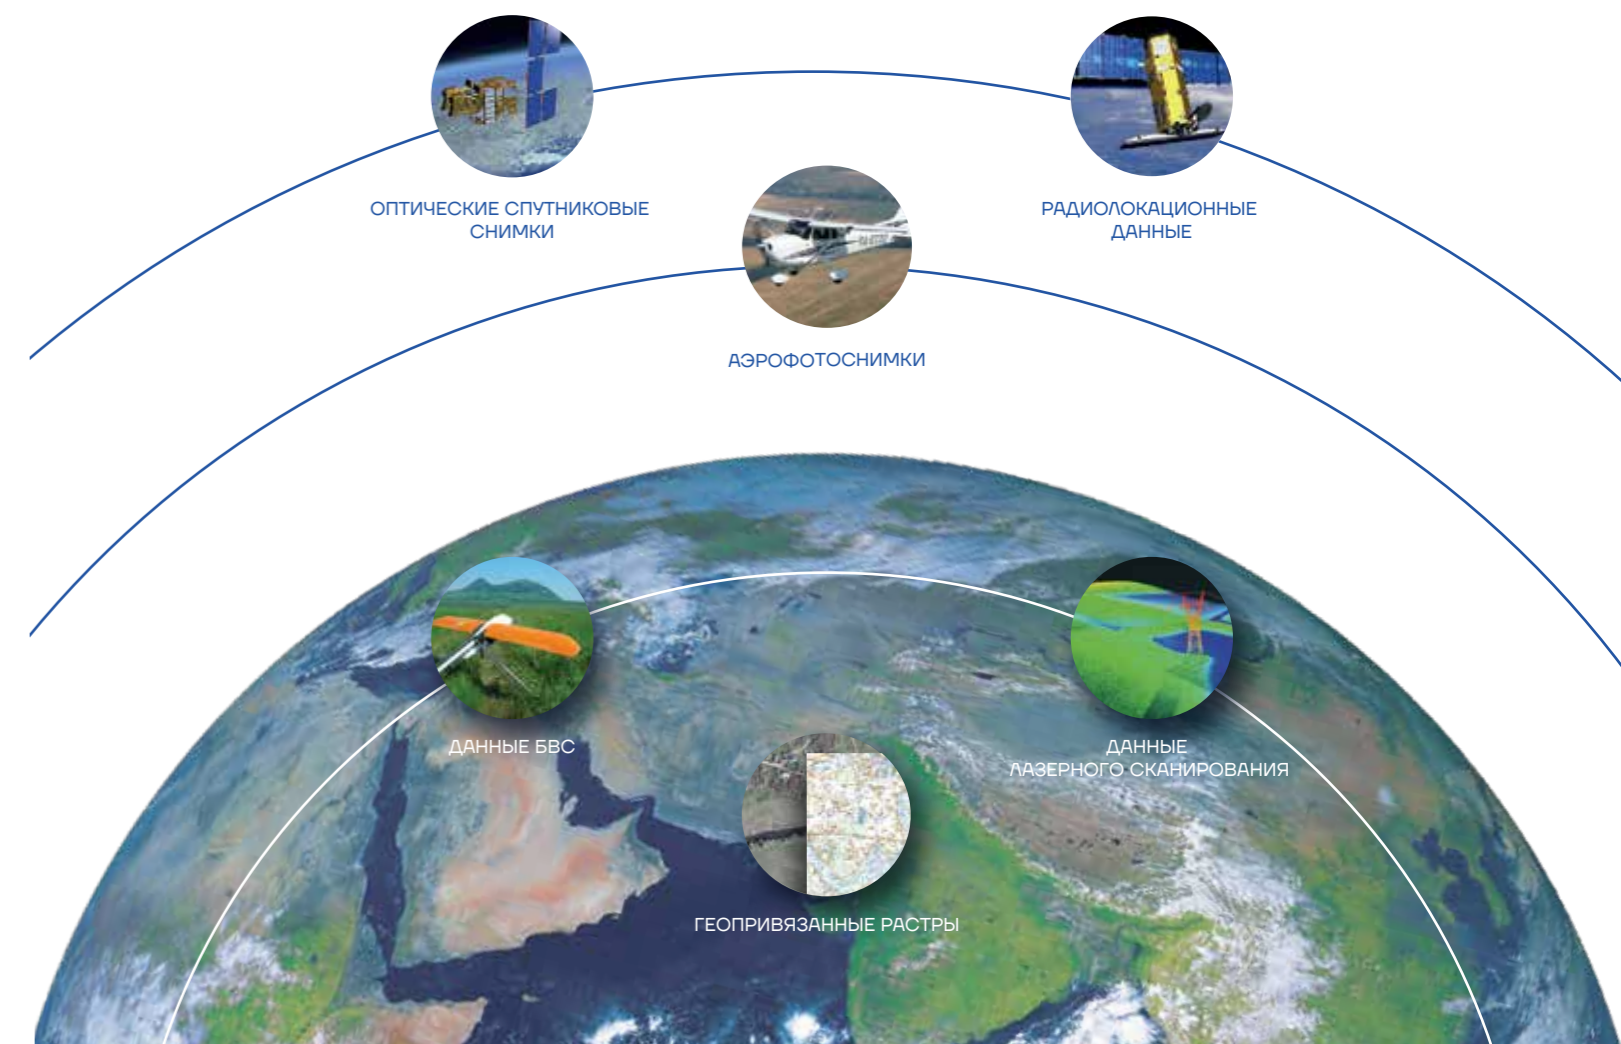 ОПТИЧЕСКИЕ СПУТНИКОВЫЕ
СНИМКИ
РАДИОЛОКАЦИОННЫЕ
ДАННЫЕ
АЭРОФОТОСНИМКИ
ДАННЫЕ БВС
ДАННЫЕ
ЛАЗЕРНОГО СКАНИРОВАНИЯ
ГЕОПРИВЯЗАННЫЕ РАСТРЫ